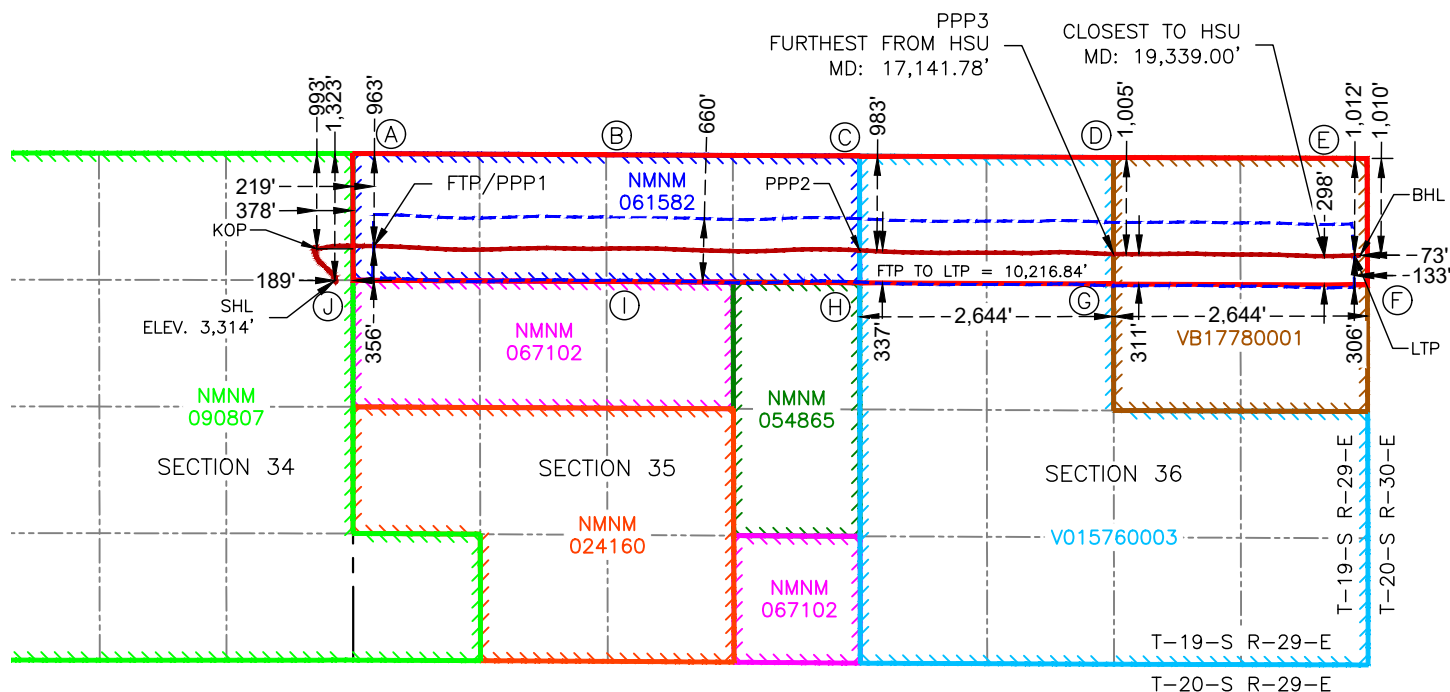 PPP3
FURTHEST FROM HSU
MD: 17,141.78'
CLOSEST TO HSU
MD: 19,339.00'
993'
1,323'
963'
660'
983'
1,005'
1,012'
1,010'
A
B
C
D
E
219'
378'
KOP
FTP/PPP1
NMNM
061582
PPP2
298'
BHL
73'
133'
189'
FTP TO LTP = 10,216.84'
SHL
ELEV. 3,314'
J
I
H
G
F
356'
337'
2,644'
311'
2,644'
306'
LTP
NMNM
067102
VB17780001
NMNM
090807
NMNM
054865
SECTION 34
SECTION 35
SECTION 36
NMNM
024160
V015760003
NMNM
067102
T-19-S R-29-E
T-20-S R-30-E
T-19-S R-29-E
T-20-S R-29-E